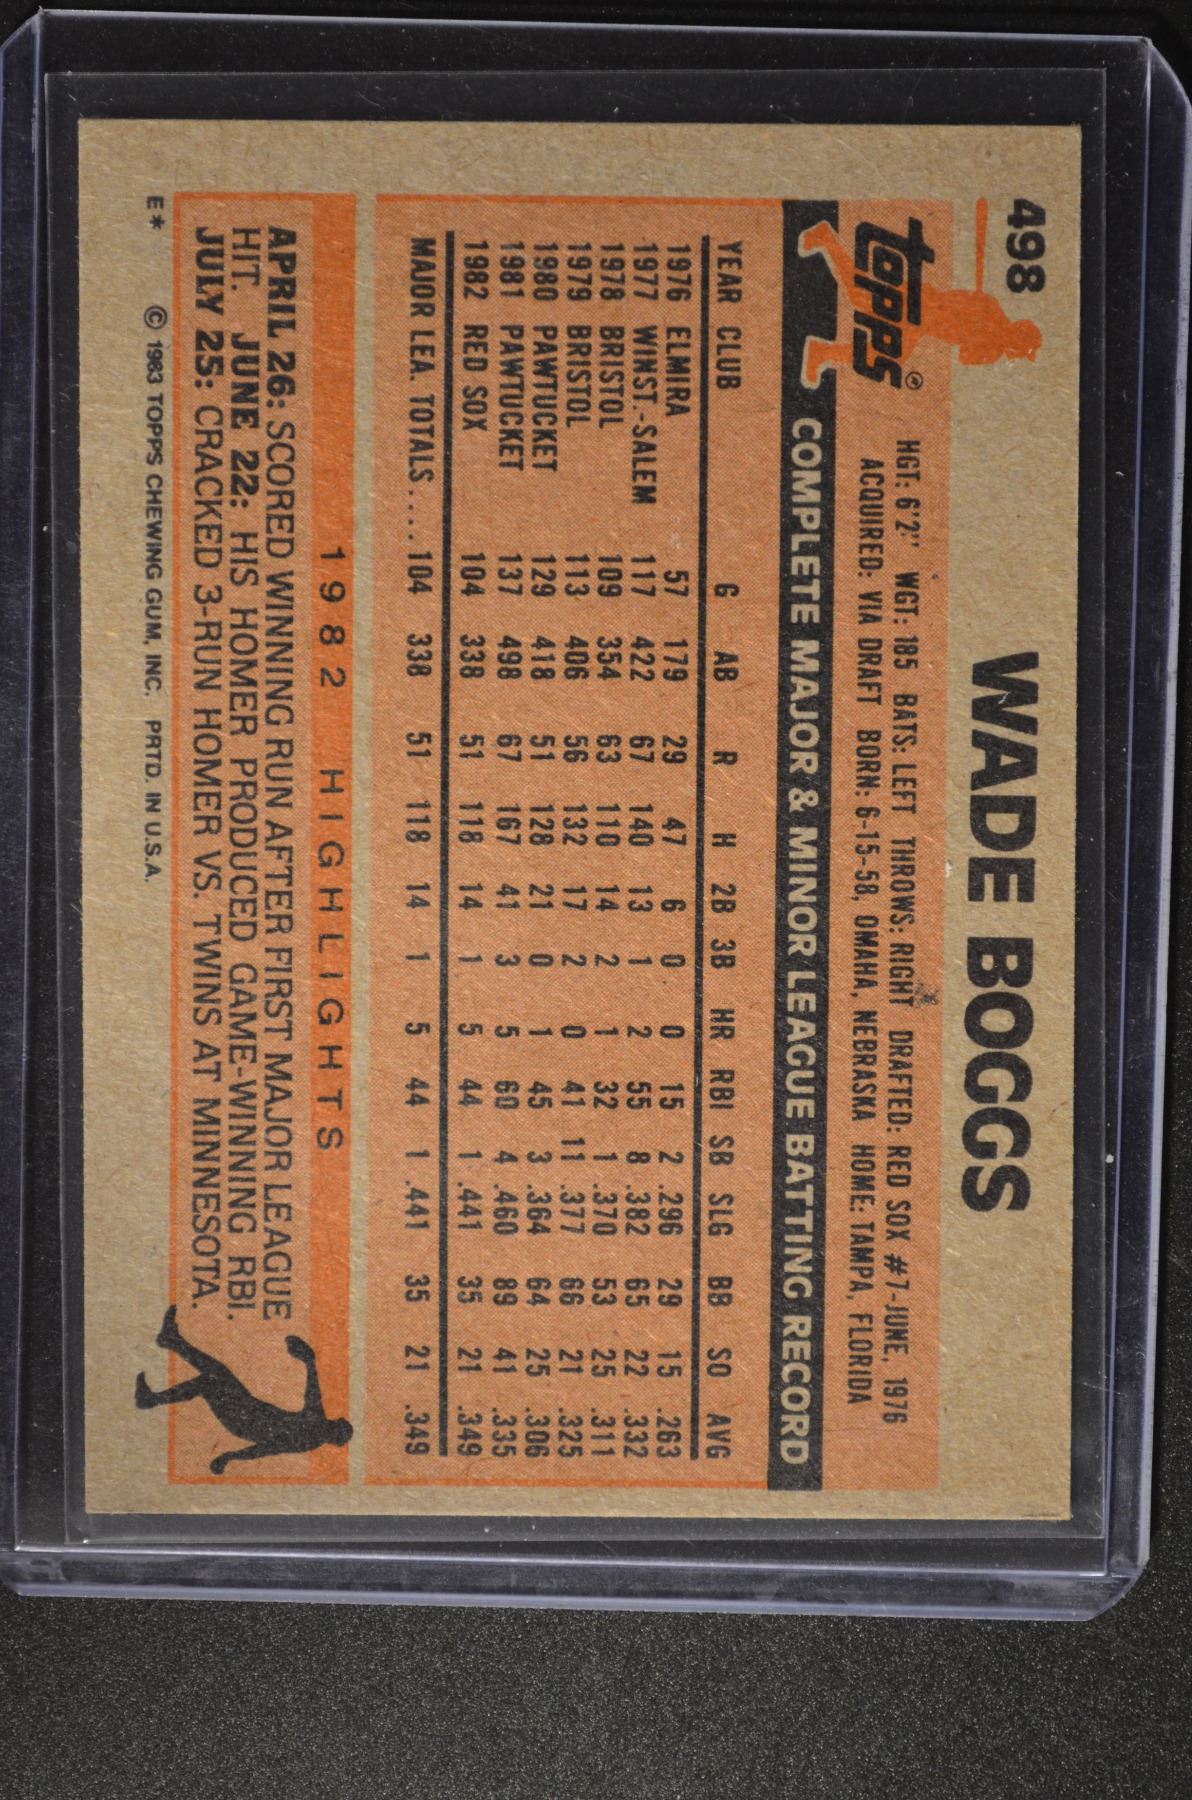 498
WADE BOGGS
topps®
HGT: 6'2" WGT: 185 BATS: LEFT THROWS: RIGHT DRAFTED: RED SOX #7-JUNE, 1976
ACQUIRED: VIA DRAFT BORN: 6-15-58, OMAHA, NEBRASKA HOME: TAMPA, FLORIDA
COMPLETE MAJOR & MINOR LEAGUE BATTING RECORD
YEAR CLUB G AB R H 2B 3B HR RBI SB SLG BB SO AVG
1976 ELMIRA 57 179 29 47 6 0 0 15 2 .296 29 15 .263
1977 WINST.-SALEM 117 422 67 140 13 1 2 55 8 .382 65 22 .332
1978 BRISTOL 109 354 63 110 14 2 1 32 1 .370 53 25 .311
1979 BRISTOL 113 406 56 132 17 2 0 41 11 .377 66 21 .325
1980 PAWTUCKET 129 418 51 128 21 0 1 45 3 .364 64 25 .306
1981 PAWTUCKET 137 498 67 167 41 3 5 60 4 .460 89 41 .335
1982 RED SOX 104 338 51 118 14 1 5 44 1 .441 35 21 .349
MAJOR LEA. TOTALS.... 104 338 51 118 14 1 5 44 1 .441 35 21 .349
1982 HIGHLIGHTS
APRIL 26: SCORED WINNING RUN AFTER FIRST MAJOR LEAGUE
HIT. JUNE 22: HIS HOMER PRODUCED GAME-WINNING RBI.
JULY 25: CRACKED 3-RUN HOMER VS. TWINS AT MINNESOTA.
E* © 1983 TOPPS CHEWING GUM, INC. PRTD. IN U.S.A.